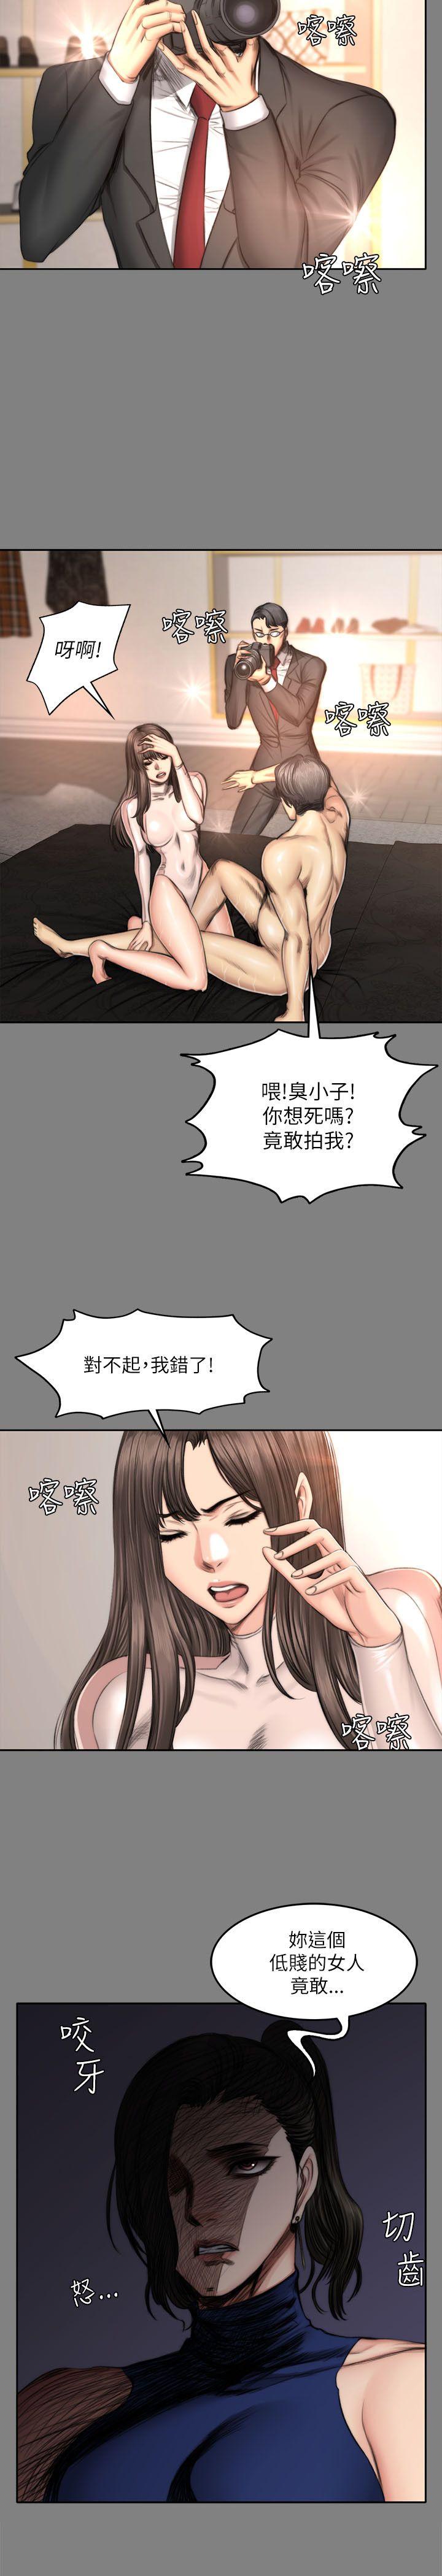 喀嚓
喀嚓
呀啊!
喀嚓
喀嚓
喂!臭小子!
你想死嗎?
竟敢拍我?
對不起,我錯了!
喀嚓
喀嚓
妳這個
低賤的女人
竟敢...
咬牙
切齒
怒...